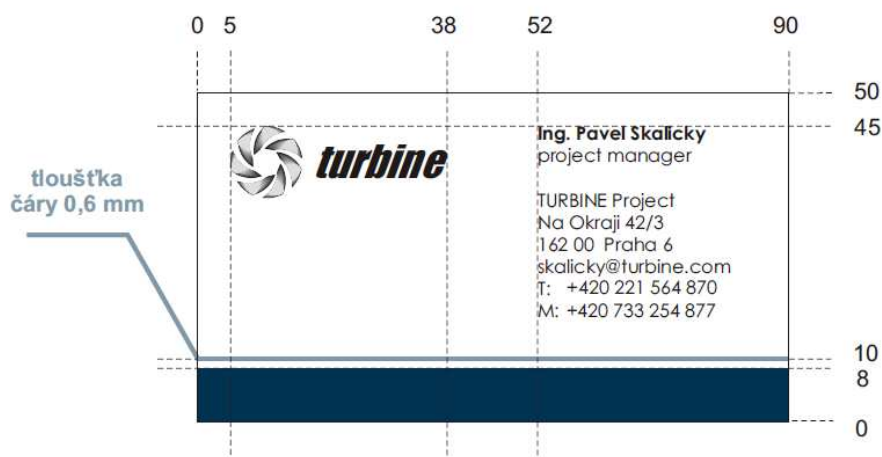 0 5 38 52 90
50
45
Ing. Pavel Skalicky
project manager
turbine
tloušťka
čáry 0,6 mm
TURBINE Project
Na Okraji 42/3
162 00 Praha 6
skalicky@turbine.com
T: +420 221 564 870
M: +420 733 254 877
10
8
0